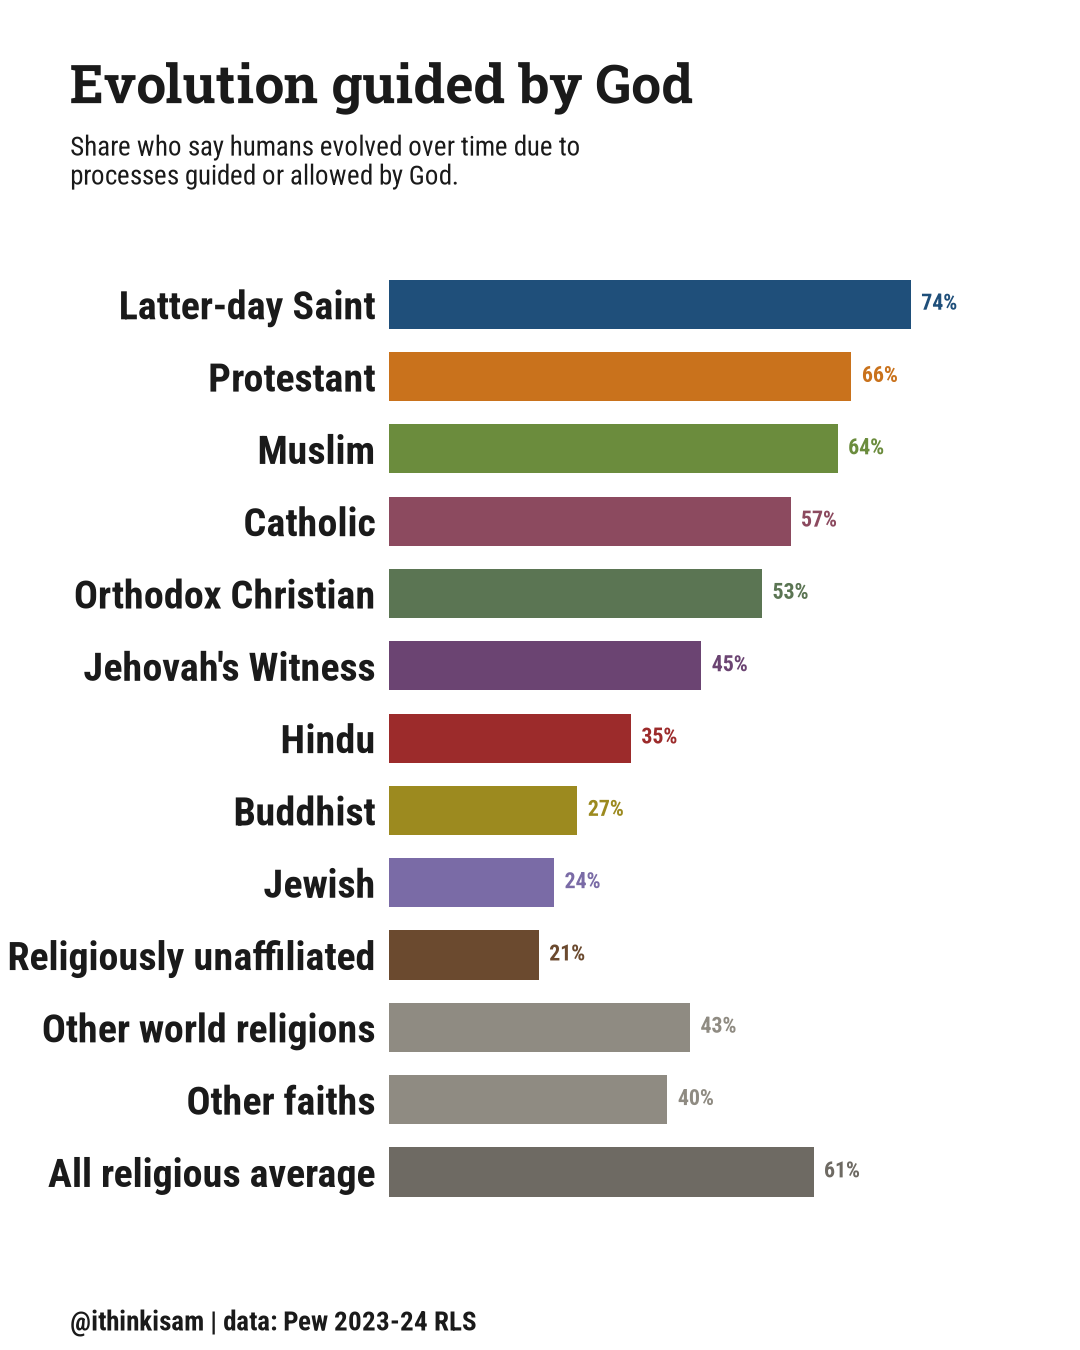 Evolution guided by God
Share who say humans evolved over time due to
processes guided or allowed by God.
Latter-day Saint 74%
Protestant 66%
Muslim 64%
Catholic 57%
Orthodox Christian 53%
Jehovah's Witness 45%
Hindu 35%
Buddhist 27%
Jewish 24%
Religiously unaffiliated 21%
Other world religions 43%
Other faiths 40%
All religious average 61%
@ithinkisam | data: Pew 2023-24 RLS